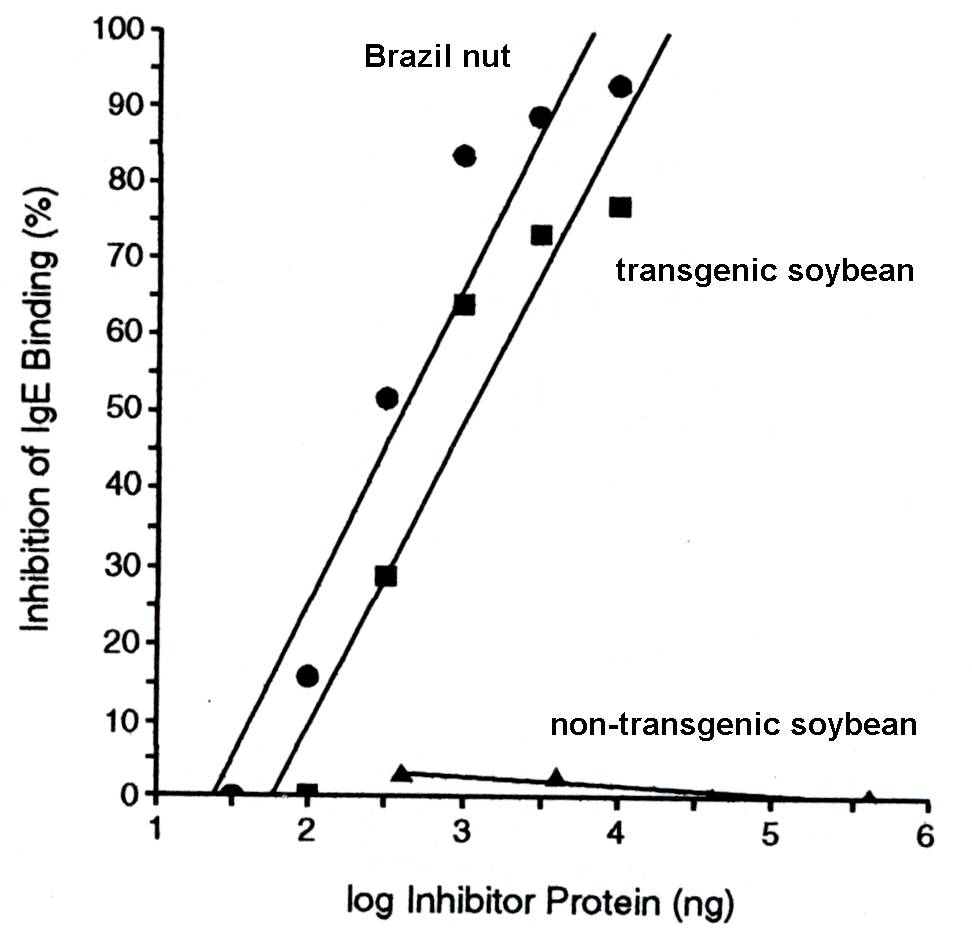 100
90
80
70
60
50
40
30
20
10
5
0
Inhibition of IgE Binding (%)
Brazil nut
transgenic soybean
non-transgenic soybean
1 2 3 4 5 6
log Inhibitor Protein (ng)